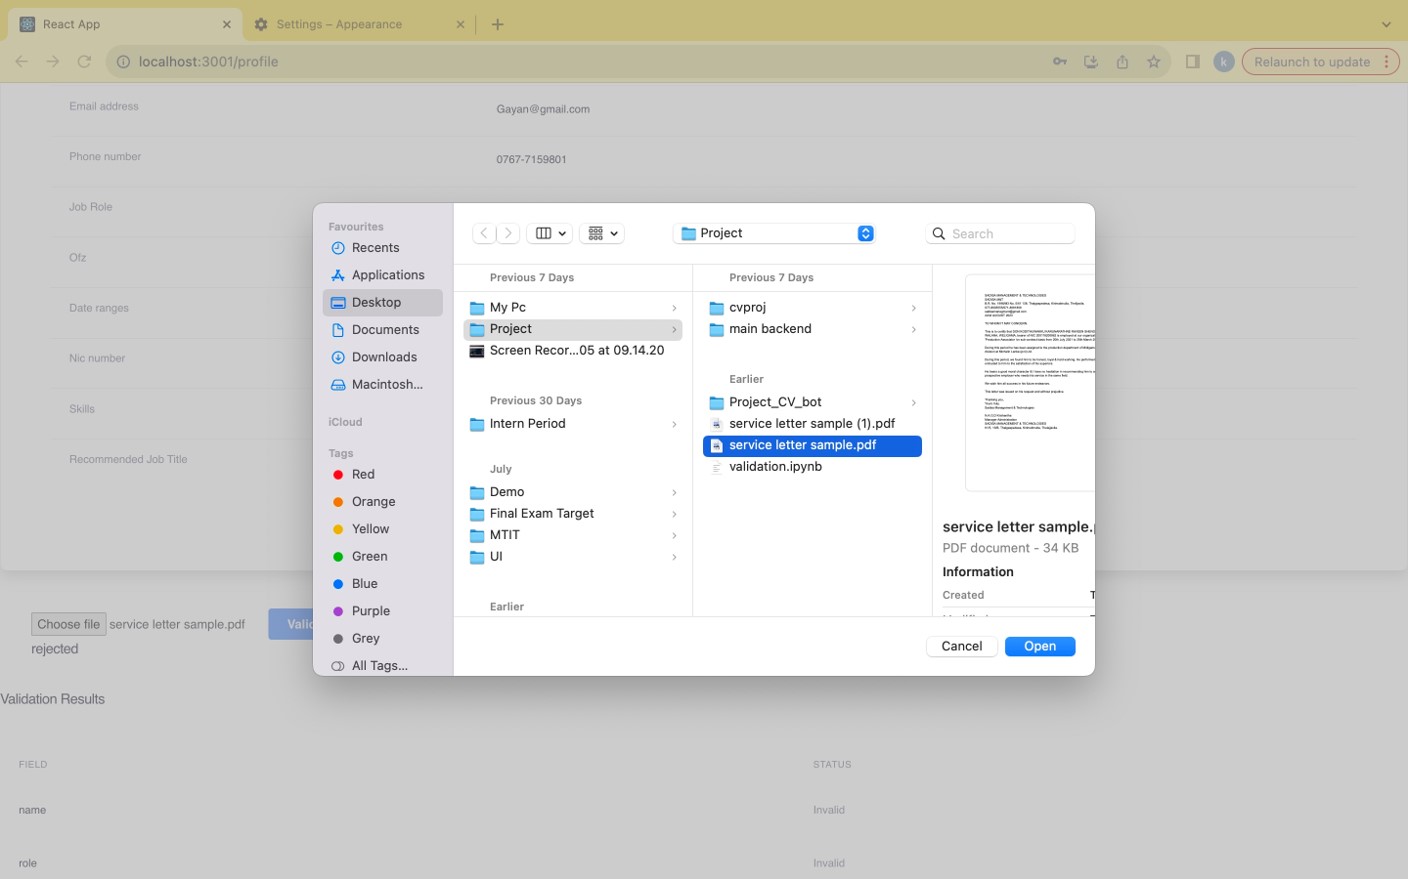 React App
Settings – Appearance
localhost:3001/profile
k
Relaunch to update
Email address
Gayan@gmail.com
Phone number
0767-7159801
Job Role
Ofz
Date ranges
Nic number
Skills
Recommended Job Title
Favourites
Recents
Applications
Desktop
Documents
Downloads
Macintosh...
iCloud
Tags
Red
Orange
Yellow
Green
Blue
Purple
Grey
All Tags...
Project
Search
Previous 7 Days
My Pc
Project
Screen Recor...05 at 09.14.20
Previous 30 Days
Intern Period
July
Demo
Final Exam Target
MTIT
UI
Earlier
Previous 7 Days
cvproj
main backend
Earlier
Project_CV_bot
service letter sample (1).pdf
service letter sample.pdf
validation.ipynb
service letter sample.
PDF document - 34 KB
Information
Created
Cancel
Open
Choose file service letter sample.pdf
Valid
rejected
Validation Results
FIELD STATUS
name Invalid
role Invalid